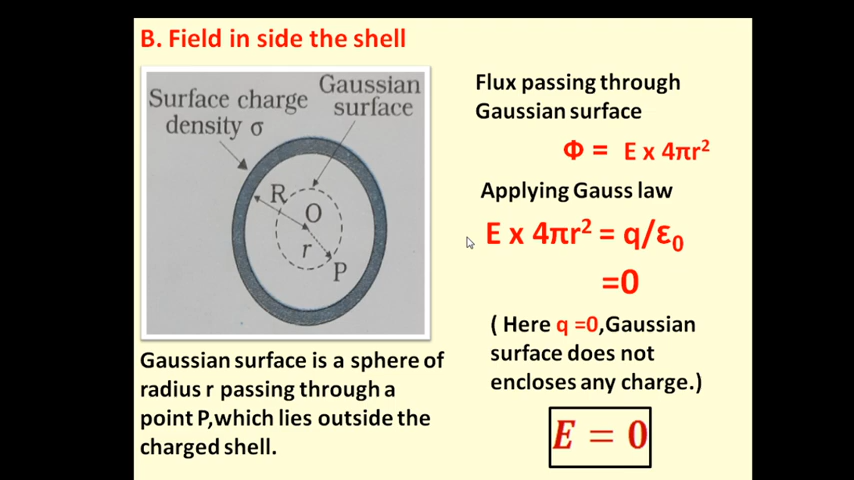 B. Field in side the shell
Surface charge
density σ
Gaussian
surface
R
O
r
P
Gaussian surface is a sphere of
radius r passing through a
point P,which lies outside the
charged shell.
Flux passing through
Gaussian surface
Φ = E x 4πr²
Applying Gauss law
E x 4πr² = q/ε₀
=0
( Here q =0,Gaussian
surface does not
encloses any charge.)
E = 0